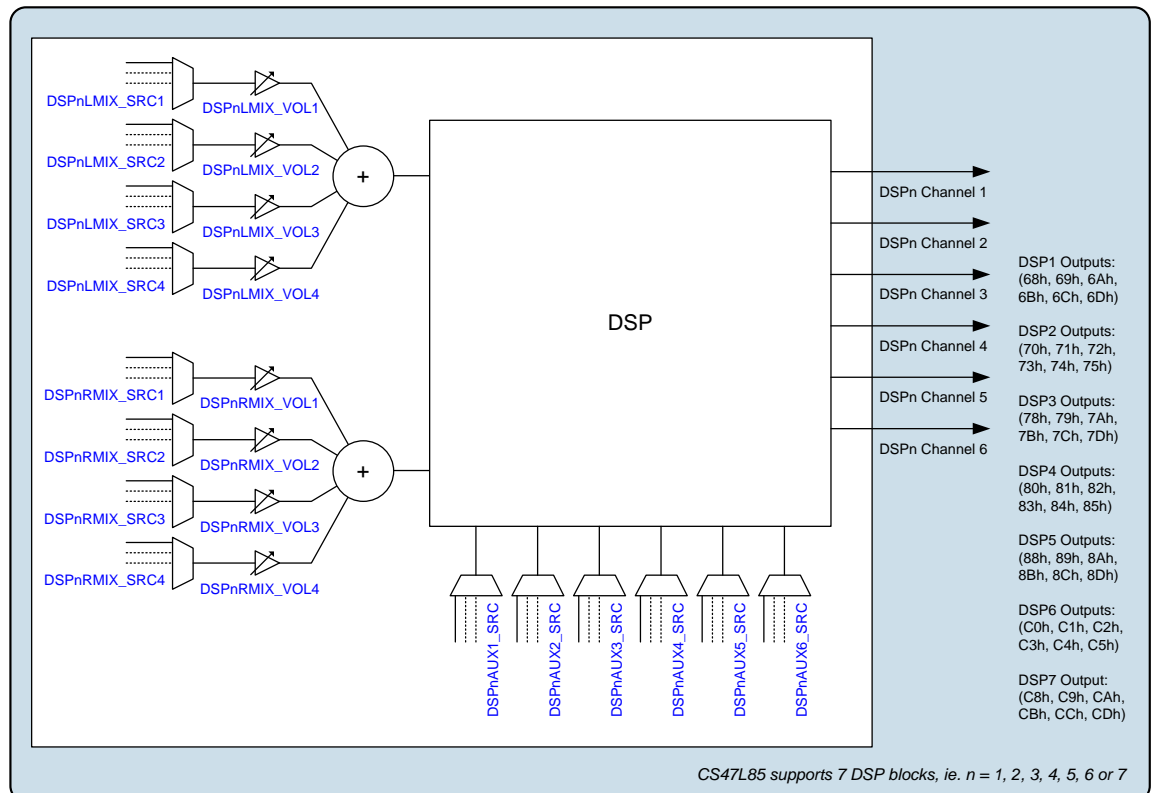 DSPnLMIX_SRC1
DSPnLMIX_VOL1
DSPnLMIX_SRC2
DSPnLMIX_VOL2
DSPnLMIX_SRC3
DSPnLMIX_VOL3
DSPnLMIX_SRC4
DSPnLMIX_VOL4
+
DSPnRMIX_SRC1
DSPnRMIX_VOL1
DSPnRMIX_SRC2
DSPnRMIX_VOL2
DSPnRMIX_SRC3
DSPnRMIX_VOL3
DSPnRMIX_SRC4
DSPnRMIX_VOL4
+
DSP
DSPnAUX1_SRC
DSPnAUX2_SRC
DSPnAUX3_SRC
DSPnAUX4_SRC
DSPnAUX5_SRC
DSPnAUX6_SRC
DSPn Channel 1
DSPn Channel 2
DSPn Channel 3
DSPn Channel 4
DSPn Channel 5
DSPn Channel 6
DSP1 Outputs:
(68h, 69h, 6Ah,
6Bh, 6Ch, 6Dh)
DSP2 Outputs:
(70h, 71h, 72h,
73h, 74h, 75h)
DSP3 Outputs:
(78h, 79h, 7Ah,
7Bh, 7Ch, 7Dh)
DSP4 Outputs:
(80h, 81h, 82h,
83h, 84h, 85h)
DSP5 Outputs:
(88h, 89h, 8Ah,
8Bh, 8Ch, 8Dh)
DSP6 Outputs:
(C0h, C1h, C2h,
C3h, C4h, C5h)
DSP7 Output:
(C8h, C9h, CAh,
CBh, CCh, CDh)
CS47L85 supports 7 DSP blocks, ie. n = 1, 2, 3, 4, 5, 6 or 7